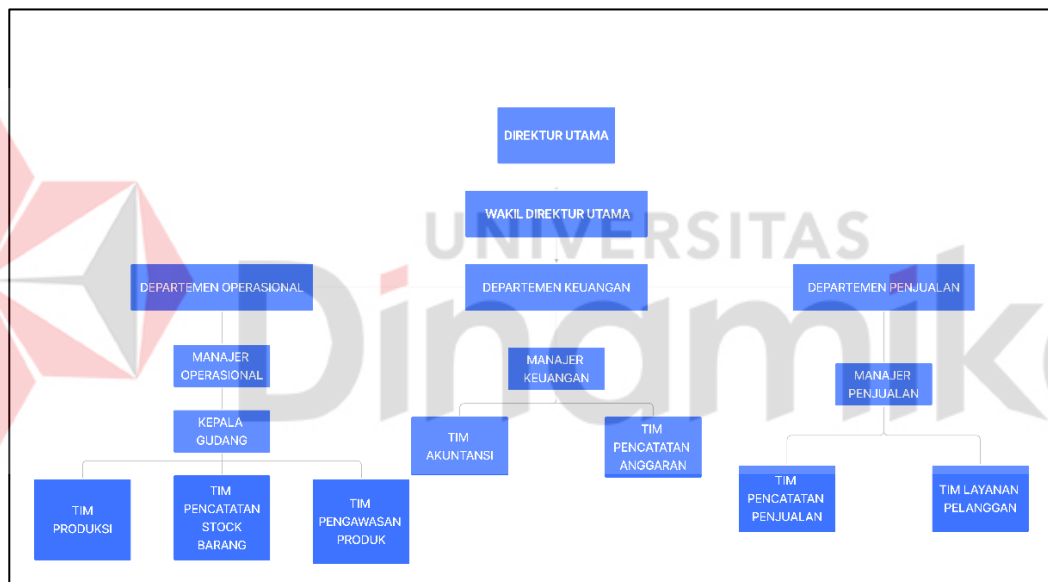 DIREKTUR UTAMA
WAKIL DIREKTUR UTAMA
UNIVERSITAS
Dinamika
DEPARTEMEN OPERASIONAL
DEPARTEMEN KEUANGAN
DEPARTEMEN PENJUALAN
MANAJER
OPERASIONAL
MANAJER
KEUANGAN
MANAJER
PENJUALAN
KEPALA
GUDANG
TIM
AKUNTANSI
TIM
PENCATATAN
ANGGARAN
TIM
PRODUKSI
TIM
PENCATATAN
STOCK
BARANG
TIM
PENGAWASAN
PRODUK
TIM
PENCATATAN
PENJUALAN
TIM LAYANAN
PELANGGAN